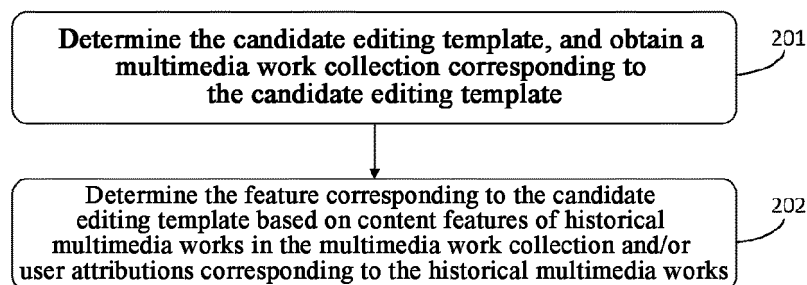 Determine the candidate editing template, and obtain a
multimedia work collection corresponding to
the candidate editing template
201
Determine the feature corresponding to the candidate
editing template based on content features of historical
multimedia works in the multimedia work collection and/or
user attributions corresponding to the historical multimedia works
202